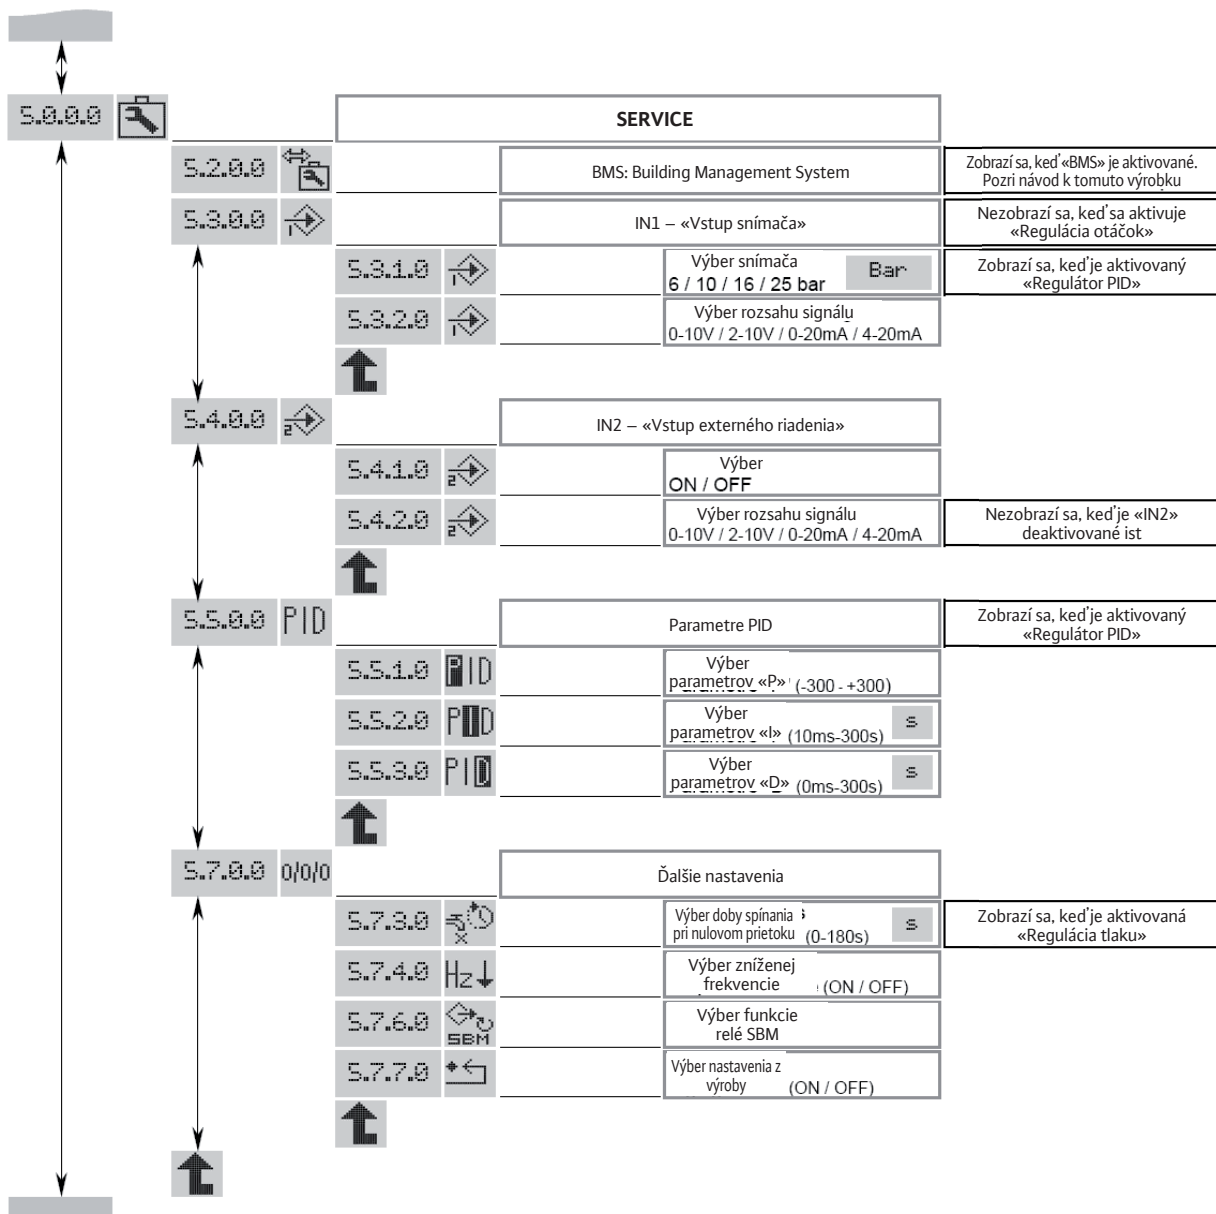 5.0.0.0
SERVICE
5.2.0.0
BMS: Building Management System
Zobrazí sa, keď «BMS» je aktivované.
Pozri návod k tomuto výrobku
5.3.0.0
1
IN1 – «Vstup snímača»
Nezobrazí sa, keď sa aktivuje
«Regulácia otáčok»
5.3.1.0
1
Výber snímača
6 / 10 / 16 / 25 bar
Bar
Zobrazí sa, keď je aktivovaný
«Regulátor PID»
5.3.2.0
1
Výber rozsahu signálu
0-10V / 2-10V / 0-20mA / 4-20mA
5.4.0.0
2
IN2 – «Vstup externého riadenia»
5.4.1.0
2
Výber
ON / OFF
5.4.2.0
2
Výber rozsahu signálu
0-10V / 2-10V / 0-20mA / 4-20mA
Nezobrazí sa, keď je «IN2»
deaktivované ist
5.5.0.0
PID
Parametre PID
Zobrazí sa, keď je aktivovaný
«Regulátor PID»
5.5.1.0
PID
Výber
parametrov «P» (-300 - +300)
5.5.2.0
PID
Výber
parametrov «I» (10ms-300s)
s
5.5.3.0
PID
Výber
parametrov «D» (0ms-300s)
s
5.7.0.0
0/0/0
Ďalšie nastavenia
5.7.3.0
Výber doby spínania
pri nulovom prietoku (0-180s)
s
Zobrazí sa, keď je aktivovaná
«Regulácia tlaku»
5.7.4.0
Hz
Výber zníženej
frekvencie (ON / OFF)
5.7.6.0
SBM
Výber funkcie
relé SBM
5.7.7.0
Výber nastavenia z
výroby (ON / OFF)